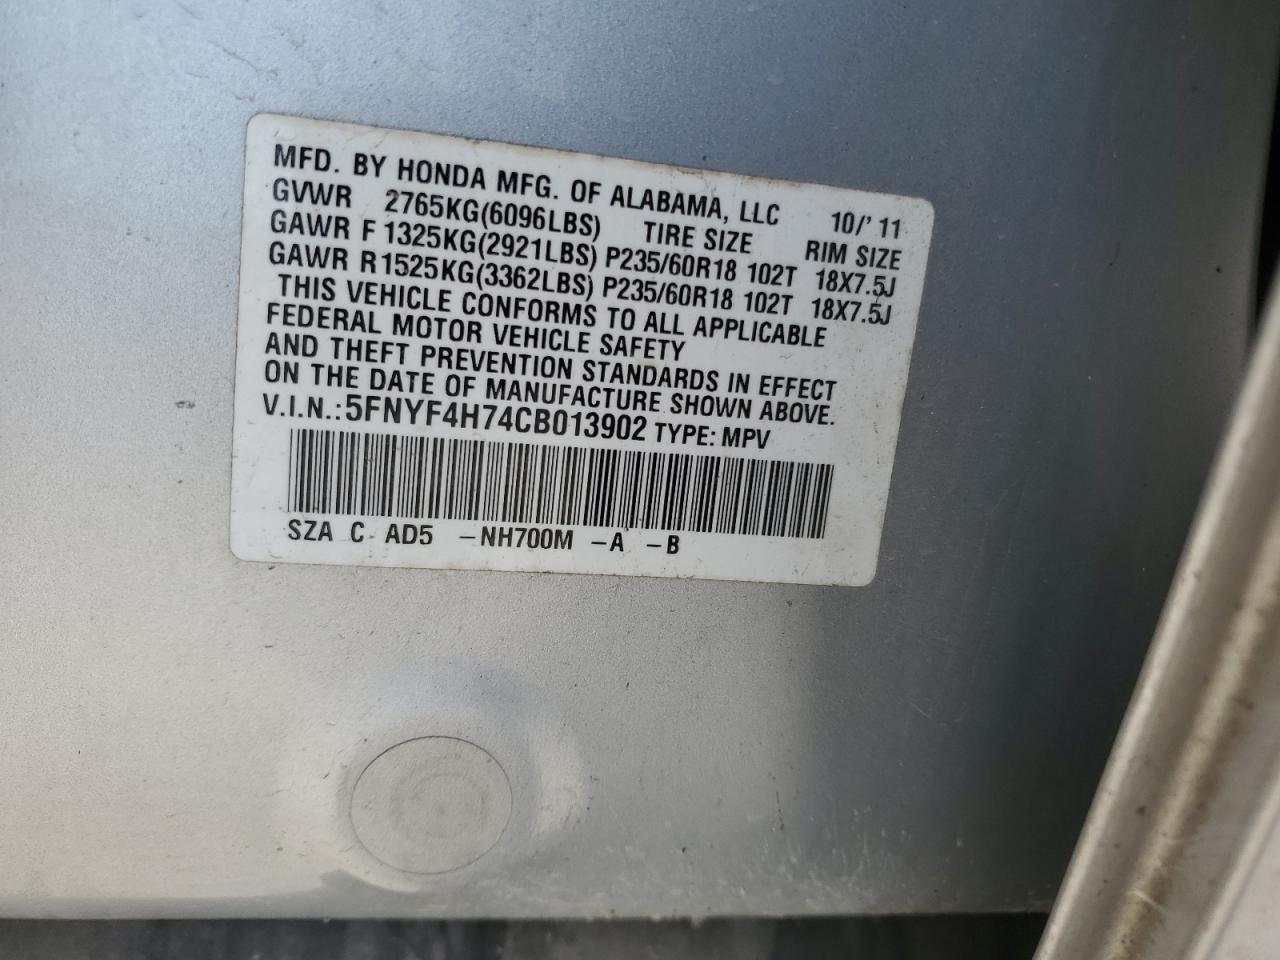 MFD. BY HONDA MFG. OF ALABAMA, LLC 10/'11
GVWR 2765KG(6096LBS) TIRE SIZE RIM SIZE
GAWR F 1325KG(2921LBS) P235/60R18 102T 18X7.5J
GAWR R1525KG(3362LBS) P235/60R18 102T 18X7.5J
THIS VEHICLE CONFORMS TO ALL APPLICABLE
FEDERAL MOTOR VEHICLE SAFETY
AND THEFT PREVENTION STANDARDS IN EFFECT
ON THE DATE OF MANUFACTURE SHOWN ABOVE.
V.I.N.:5FNYF4H74CB013902 TYPE: MPV
SZA C AD5 -NH700M -A -B